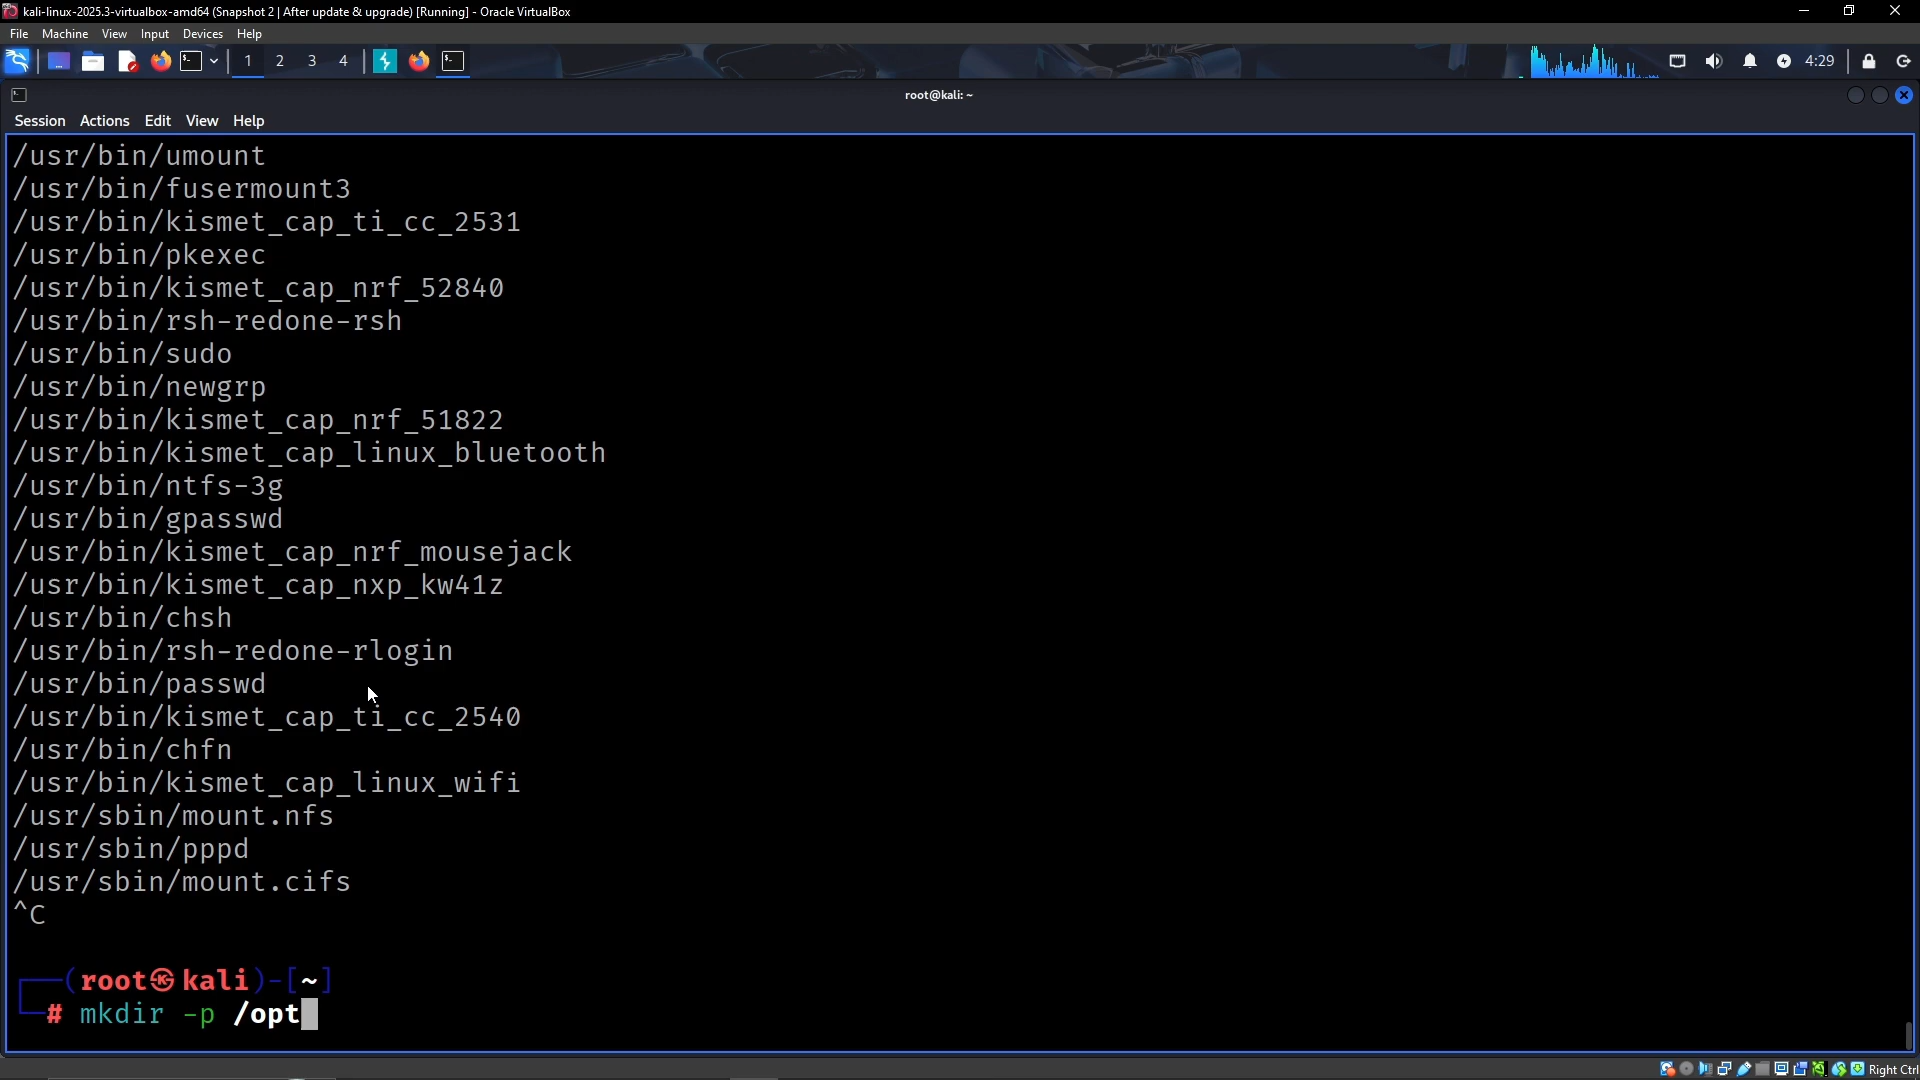 kali-linux-2025.3-virtualbox-amd64 (Snapshot 2 | After update & upgrade) [Running] - Oracle VirtualBox
File Machine View Input Devices Help
1 2 3 4 4:29
root@kali: ~
Session Actions Edit View Help
/usr/bin/umount
/usr/bin/fusermount3
/usr/bin/kismet_cap_ti_cc_2531
/usr/bin/pkexec
/usr/bin/kismet_cap_nrf_52840
/usr/bin/rsh-redone-rsh
/usr/bin/sudo
/usr/bin/newgrp
/usr/bin/kismet_cap_nrf_51822
/usr/bin/kismet_cap_linux_bluetooth
/usr/bin/ntfs-3g
/usr/bin/gpasswd
/usr/bin/kismet_cap_nrf_mousejack
/usr/bin/kismet_cap_nxp_kw41z
/usr/bin/chsh
/usr/bin/rsh-redone-rlogin
/usr/bin/passwd
/usr/bin/kismet_cap_ti_cc_2540
/usr/bin/chfn
/usr/bin/kismet_cap_linux_wifi
/usr/sbin/mount.nfs
/usr/sbin/pppd
/usr/sbin/mount.cifs
^C
┌──(root㉿kali)-[~]
└─# mkdir -p /opt
Right Ctrl